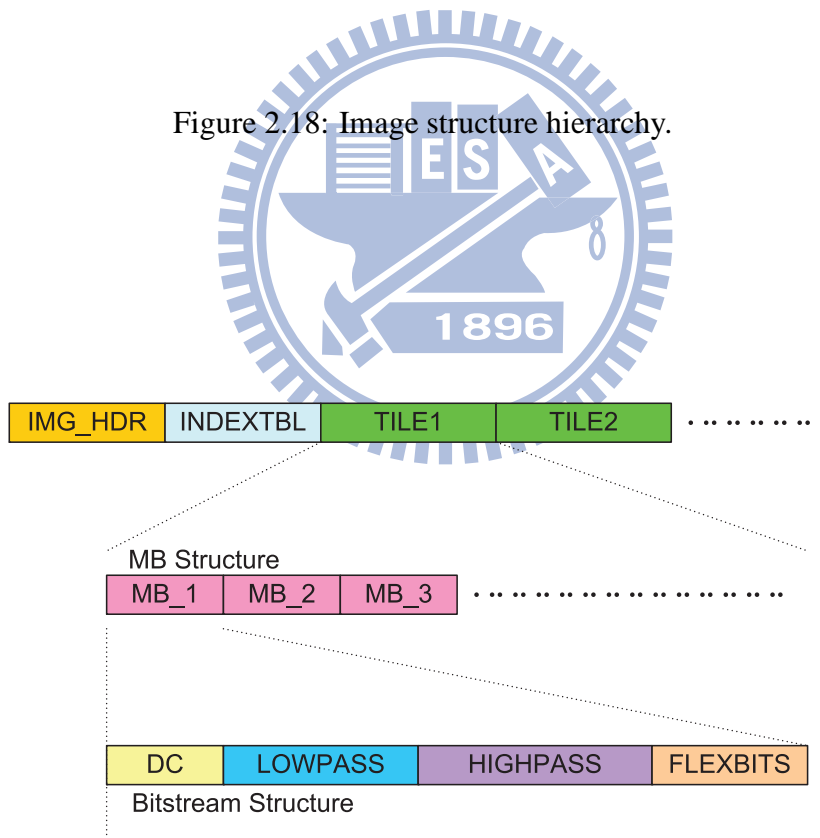 Figure 2.18: Image structure hierarchy.
E S A
8
1896
IMG_HDR INDEXTBL TILE1 TILE2
MB Structure
MB_1 MB_2 MB_3
DC LOWPASS HIGHPASS FLEXBITS
Bitstream Structure